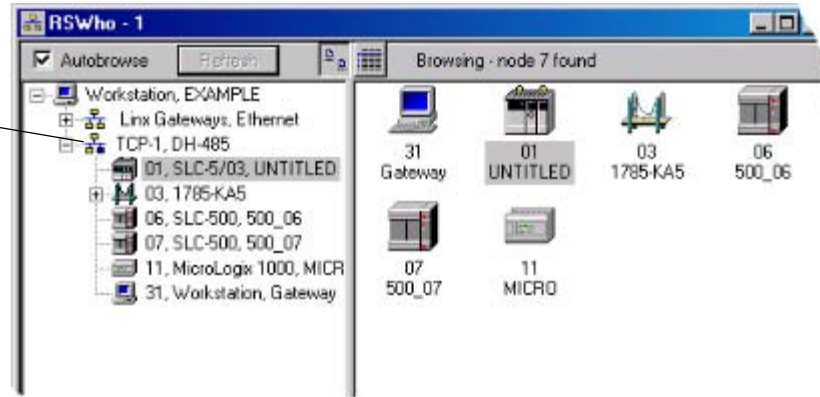 RSWho - 1
Autobrowse Refresh Browsing - node 7 found
Workstation, EXAMPLE
Linx Gateways, Ethernet
TCP-1, DH-485
01, SLC-5/03, UNTITLED
03, 1785-KA5
06, SLC-500, 500_06
07, SLC-500, 500_07
11, MicroLogix 1000, MICR
31, Workstation, Gateway
31
Gateway
01
UNTITLED
03
1785-KA5
06
500_06
07
500_07
11
MICRO